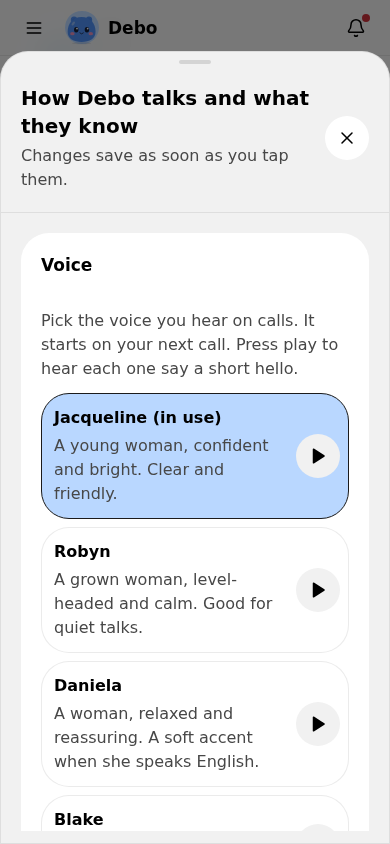 Debo
How Debo talks and what
they know
Changes save as soon as you tap
them.
Voice
Pick the voice you hear on calls. It
starts on your next call. Press play to
hear each one say a short hello.
Jacqueline (in use)
A young woman, confident
and bright. Clear and
friendly.
Robyn
A grown woman, level-
headed and calm. Good for
quiet talks.
Daniela
A woman, relaxed and
reassuring. A soft accent
when she speaks English.
Blake